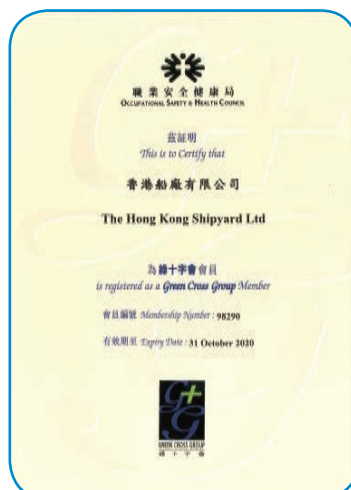 職業安全健康局
OCCUPATIONAL SAFETY & HEALTH COUNCIL
茲証明
This is to Certify that
香港船廠有限公司
The Hong Kong Shipyard Ltd
為綠十字會會員
is registered as a Green Cross Group Member
會員編號 Membership Number : 98290
有效期至 Expiry Date : 31 October 2020
G+G
GREEN CROSS GROUP
綠十字會